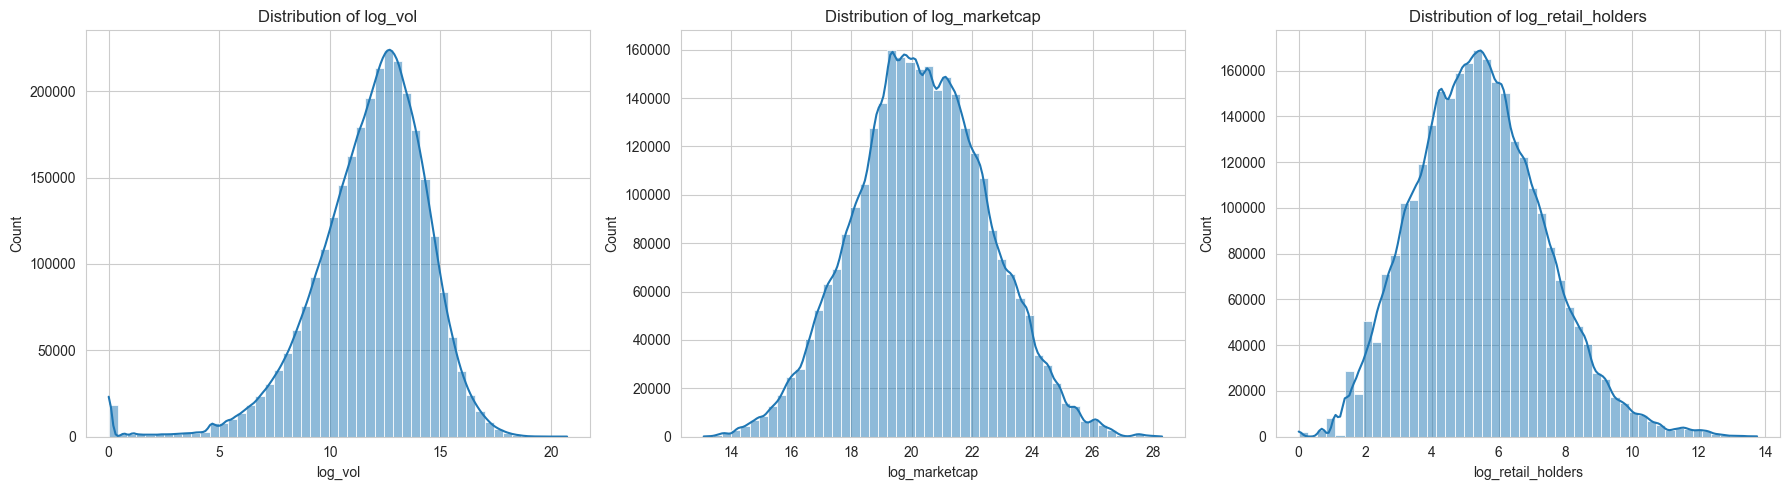 Distribution of log_vol
Count
200000
150000
100000
50000
0
0 5 10 15 20
log_vol
Distribution of log_marketcap
Count
160000
140000
120000
100000
80000
60000
40000
20000
0
14 16 18 20 22 24 26 28
log_marketcap
Distribution of log_retail_holders
Count
160000
140000
120000
100000
80000
60000
40000
20000
0
0 2 4 6 8 10 12 14
log_retail_holders